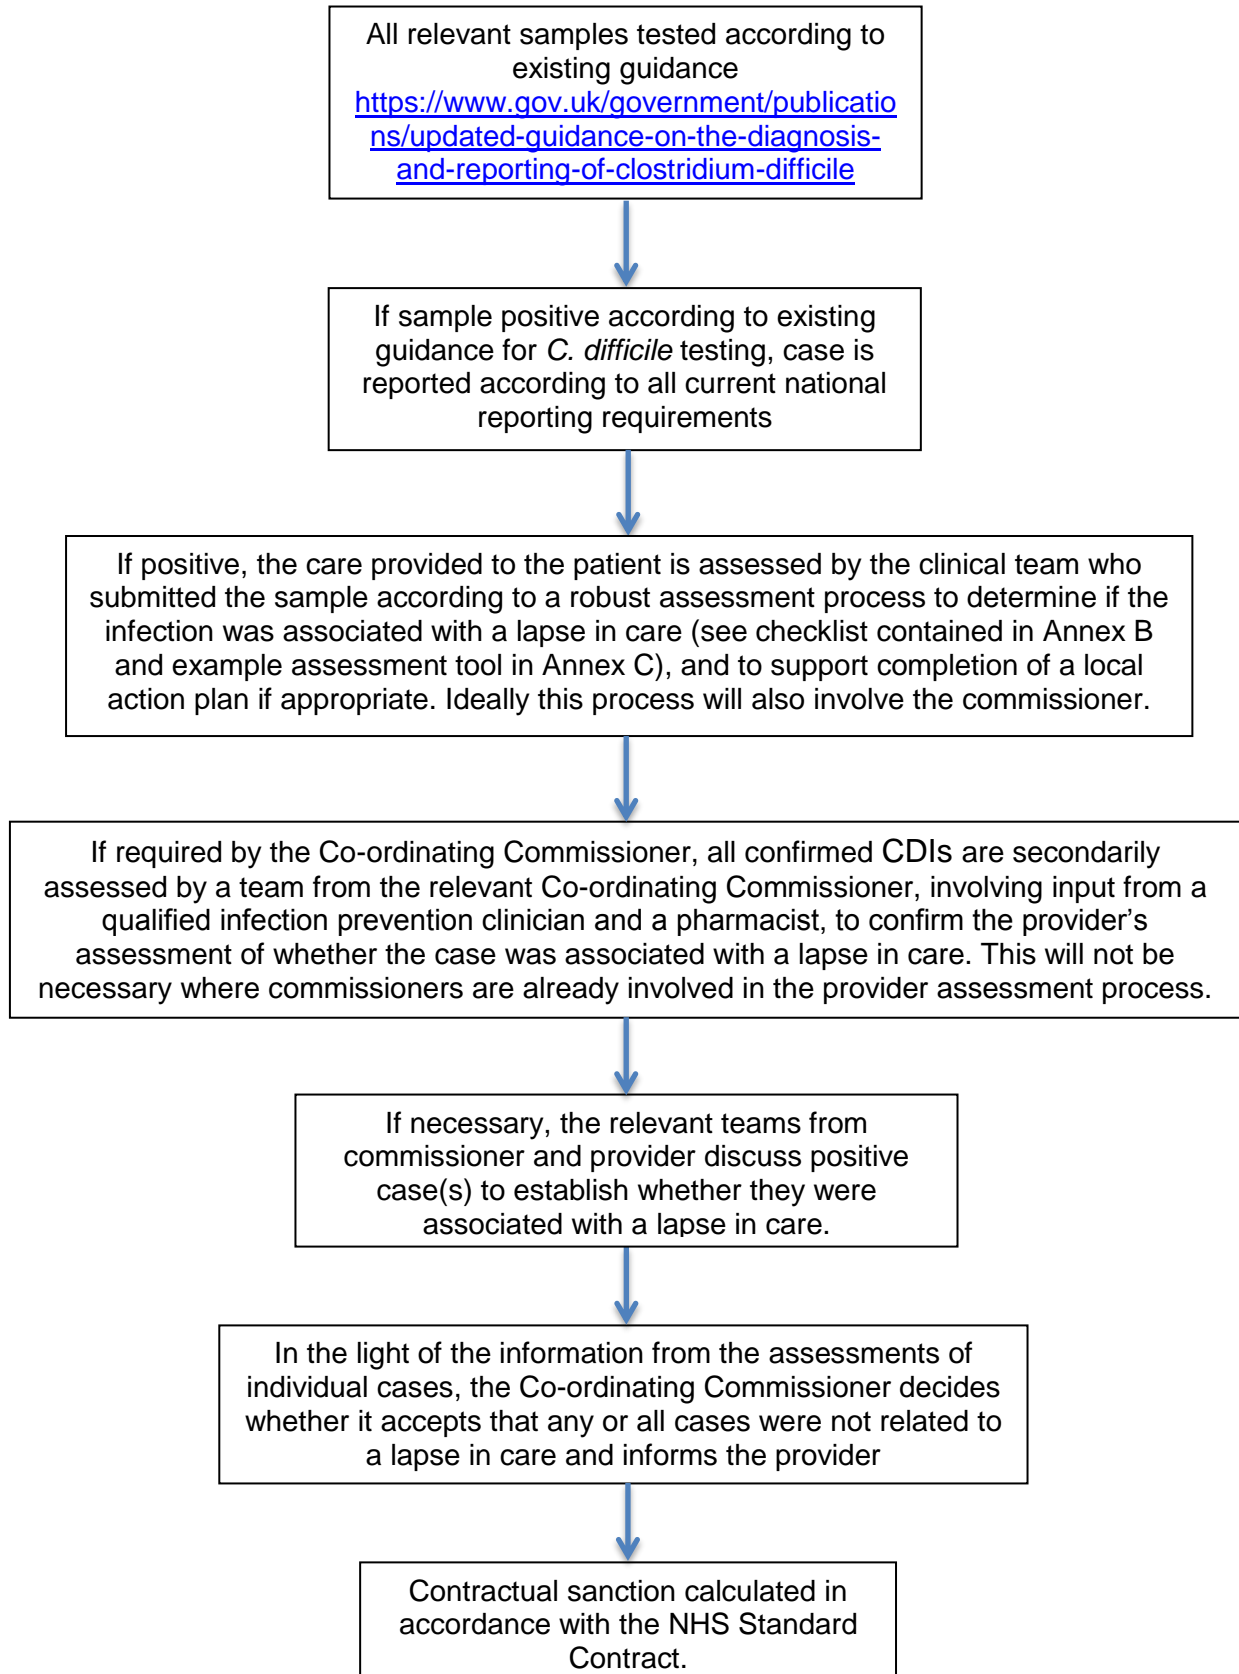 All relevant samples tested according to
existing guidance
https://www.gov.uk/government/publicatio
ns/updated-guidance-on-the-diagnosis-
and-reporting-of-clostridium-difficile
If sample positive according to existing
guidance for C. difficile testing, case is
reported according to all current national
reporting requirements
If positive, the care provided to the patient is assessed by the clinical team who
submitted the sample according to a robust assessment process to determine if the
infection was associated with a lapse in care (see checklist contained in Annex B
and example assessment tool in Annex C), and to support completion of a local
action plan if appropriate. Ideally this process will also involve the commissioner.
If required by the Co-ordinating Commissioner, all confirmed CDIs are secondarily
assessed by a team from the relevant Co-ordinating Commissioner, involving input from a
qualified infection prevention clinician and a pharmacist, to confirm the provider’s
assessment of whether the case was associated with a lapse in care. This will not be
necessary where commissioners are already involved in the provider assessment process.
If necessary, the relevant teams from
commissioner and provider discuss positive
case(s) to establish whether they were
associated with a lapse in care.
In the light of the information from the assessments of
individual cases, the Co-ordinating Commissioner decides
whether it accepts that any or all cases were not related to
a lapse in care and informs the provider
Contractual sanction calculated in
accordance with the NHS Standard
Contract.